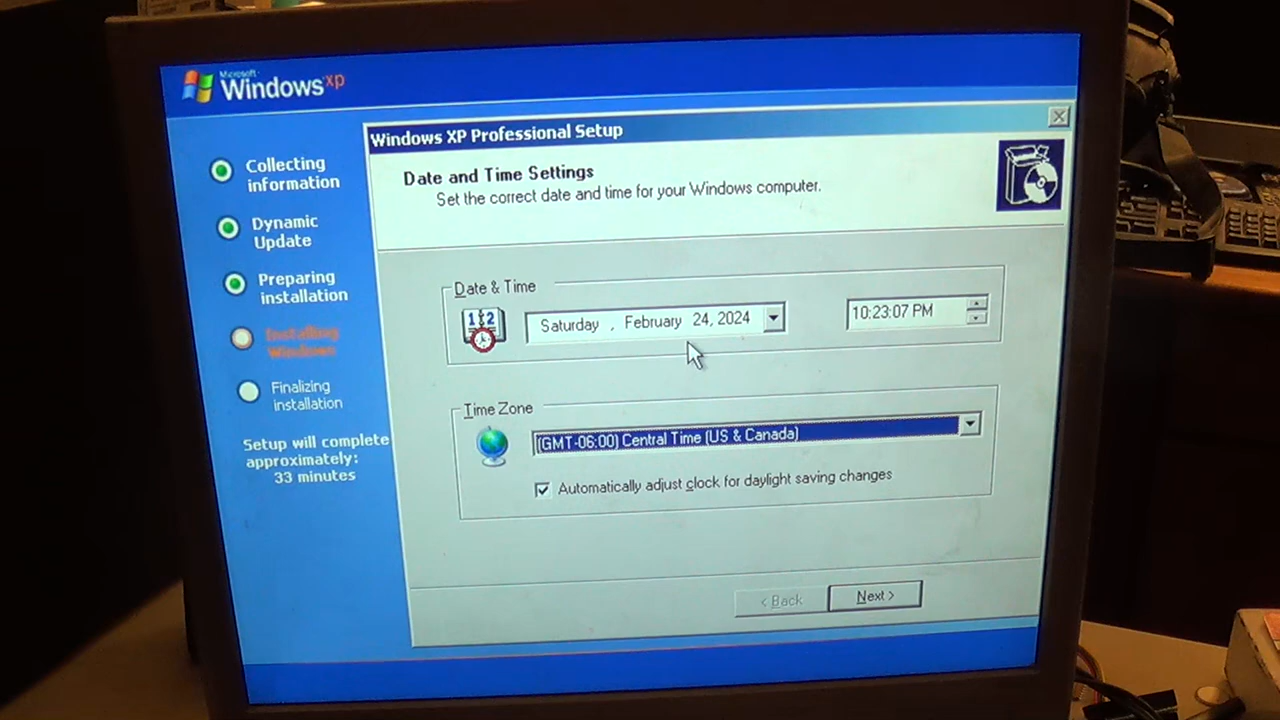 Microsoft
Windows xp
Collecting
information
Dynamic
Update
Preparing
installation
Installing
Windows
Finalizing
installation
Setup will complete
approximately:
33 minutes
Windows XP Professional Setup
Date and Time Settings
Set the correct date and time for your Windows computer.
Date & Time
12
Saturday , February 24, 2024
10:23:07 PM
Time Zone
(GMT-06:00) Central Time (US & Canada)
Automatically adjust clock for daylight saving changes
< Back
Next >